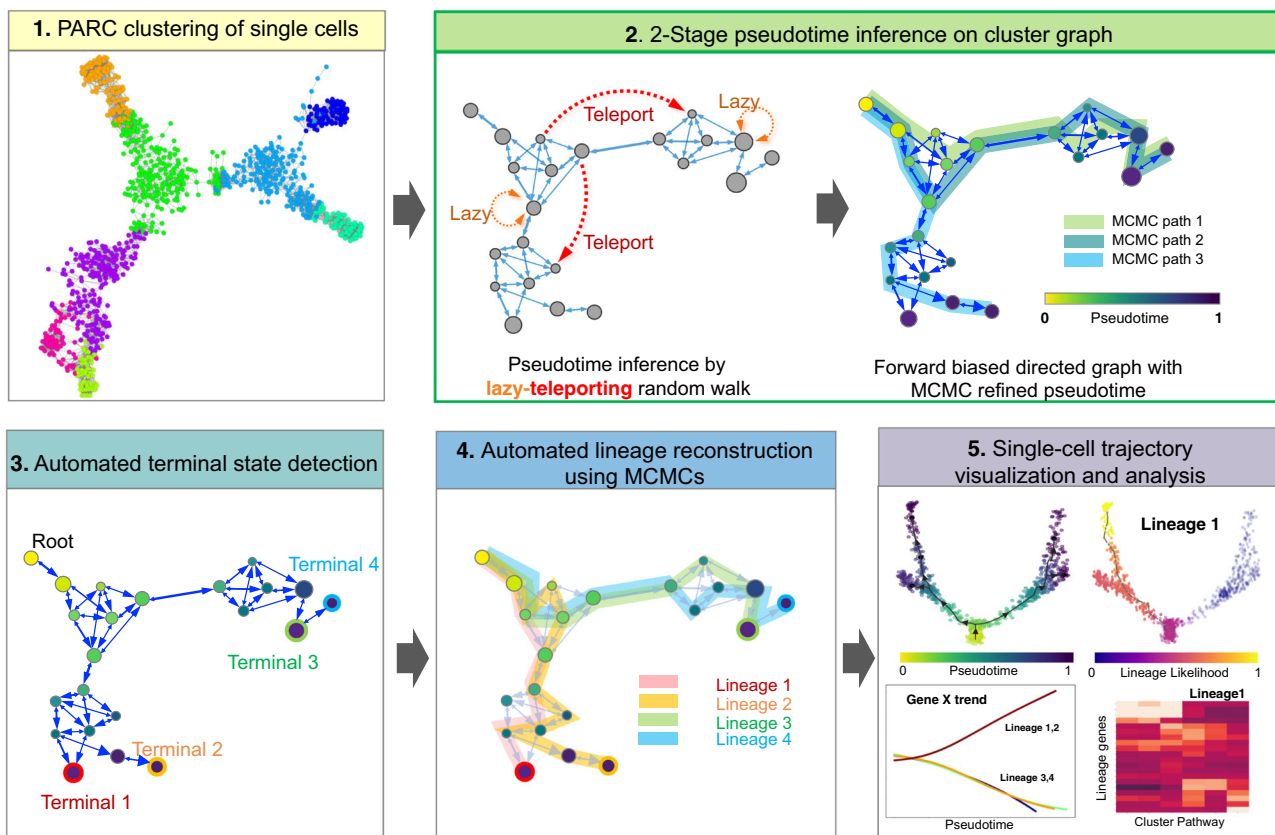 1. PARC clustering of single cells
2. 2-Stage pseudotime inference on cluster graph
Teleport
Lazy
Lazy
Teleport
MCMC path 1
MCMC path 2
MCMC path 3
0
Pseudotime
1
Pseudotime inference by
lazy-teleporting random walk
Forward biased directed graph with
MCMC refined pseudotime
3. Automated terminal state detection
Root
Terminal 4
Terminal 3
Terminal 2
Terminal 1
4. Automated lineage reconstruction
using MCMCs
Lineage 1
Lineage 2
Lineage 3
Lineage 4
5. Single-cell trajectory
visualization and analysis
Lineage 1
0
Pseudotime
1
0
Lineage Likelihood
1
Gene X trend
Lineage 1,2
Lineage 3,4
Pseudotime
Lineage1
Lineage genes
Cluster Pathway